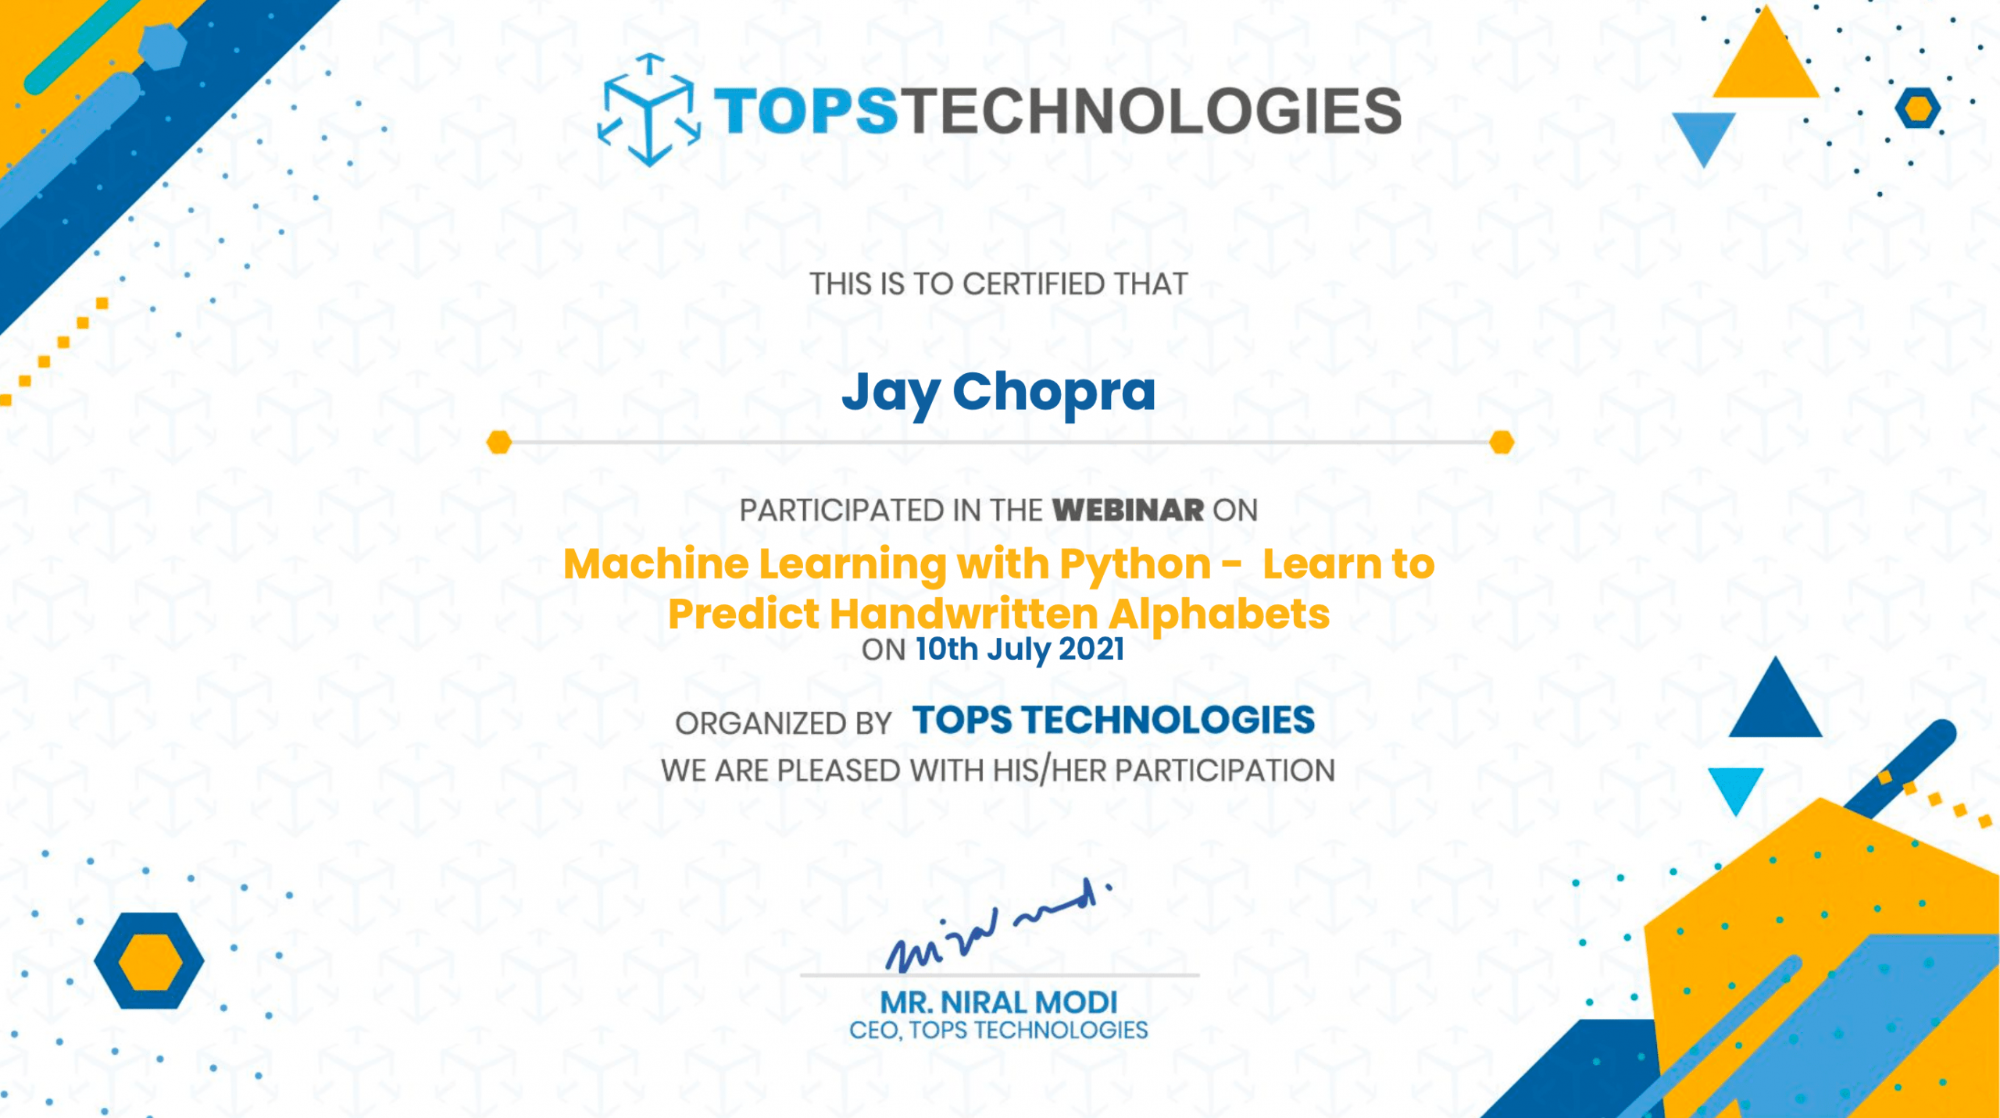 TOPSTECHNOLOGIES
THIS IS TO CERTIFIED THAT
Jay Chopra
PARTICIPATED IN THE WEBINAR ON
Machine Learning with Python - Learn to
Predict Handwritten Alphabets
ON 10th July 2021
ORGANIZED BY TOPS TECHNOLOGIES
WE ARE PLEASED WITH HIS/HER PARTICIPATION
MR. NIRAL MODI
CEO, TOPS TECHNOLOGIES